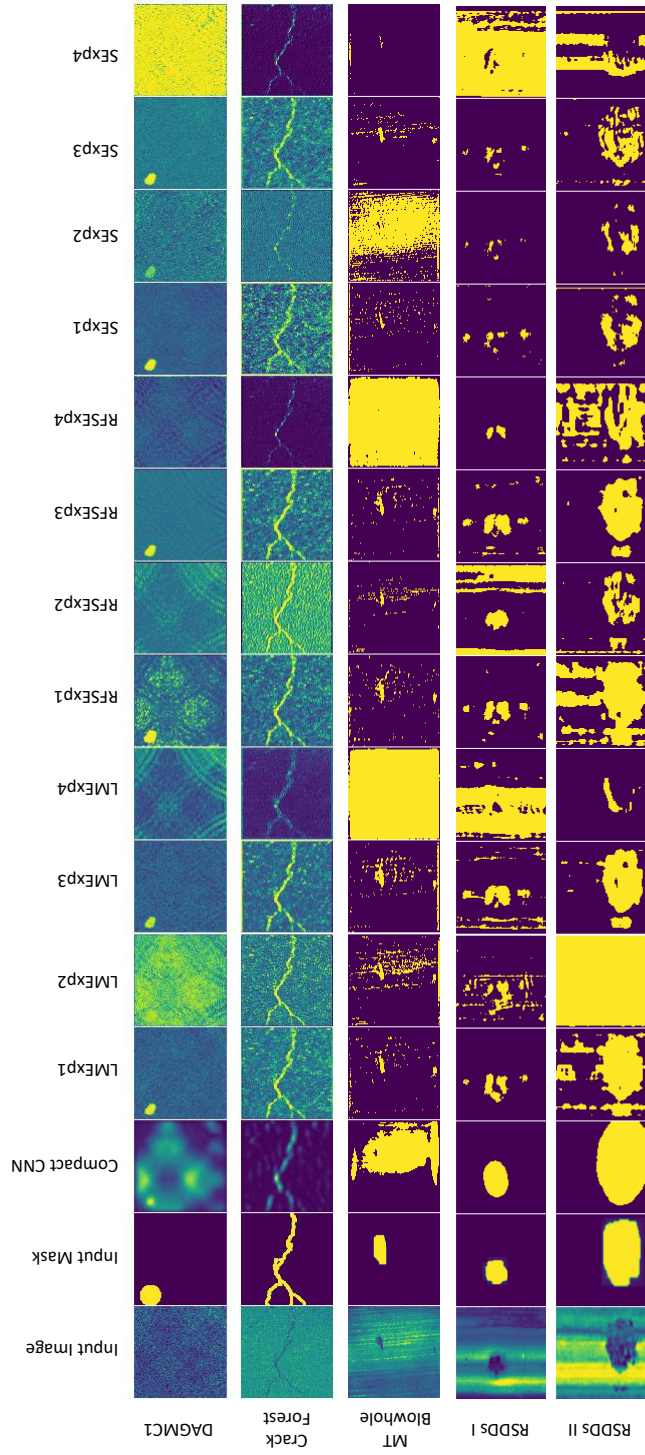 Input Image
Input Mask
Compact CNN
LMExp1
LMExp2
LMExp3
LMExp4
RFSExp1
RFSExp2
RFSExp3
RFSExp4
SExp1
SExp2
SExp3
SExp4
DAGMC1
Crack
Forest
MT
Blowhole
RSDDs I
RSDDs II